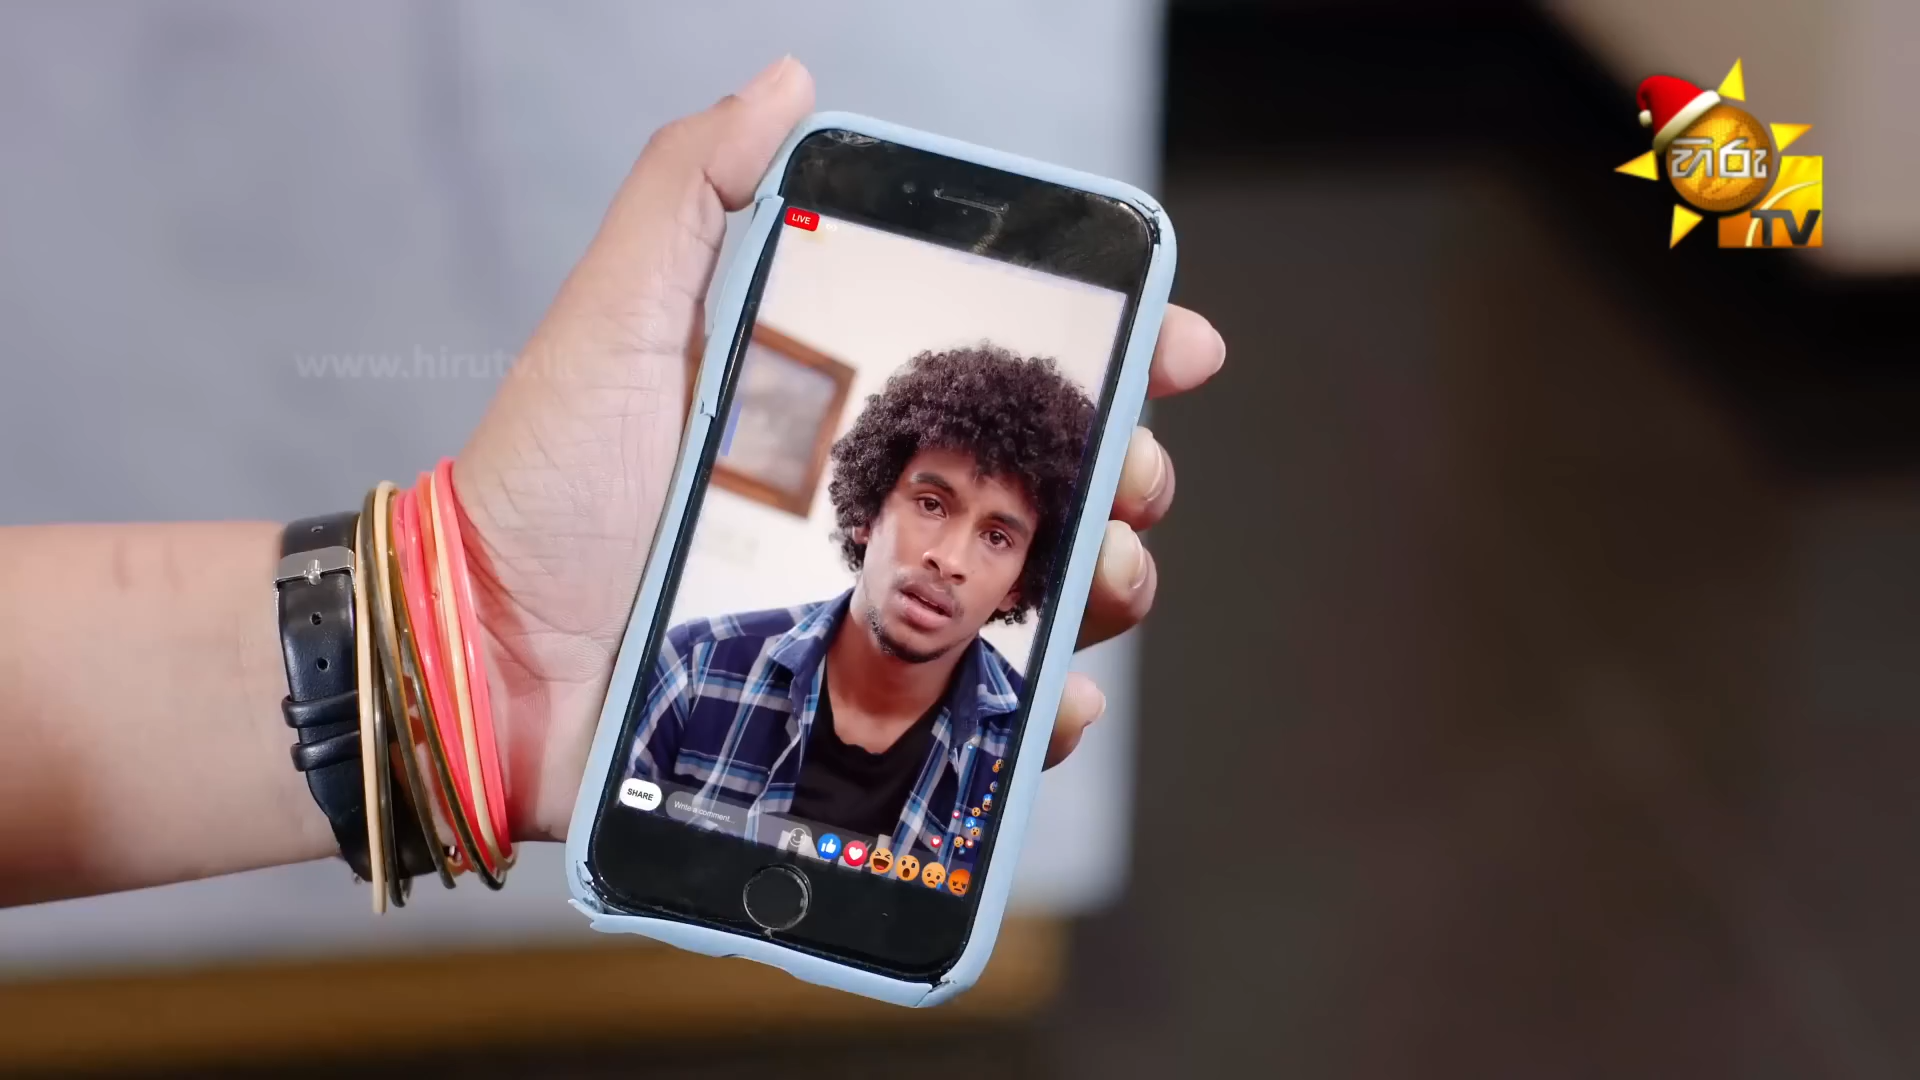 හිරු
TV
www.hirutv.lk
LIVE
SHARE
Write a comment...